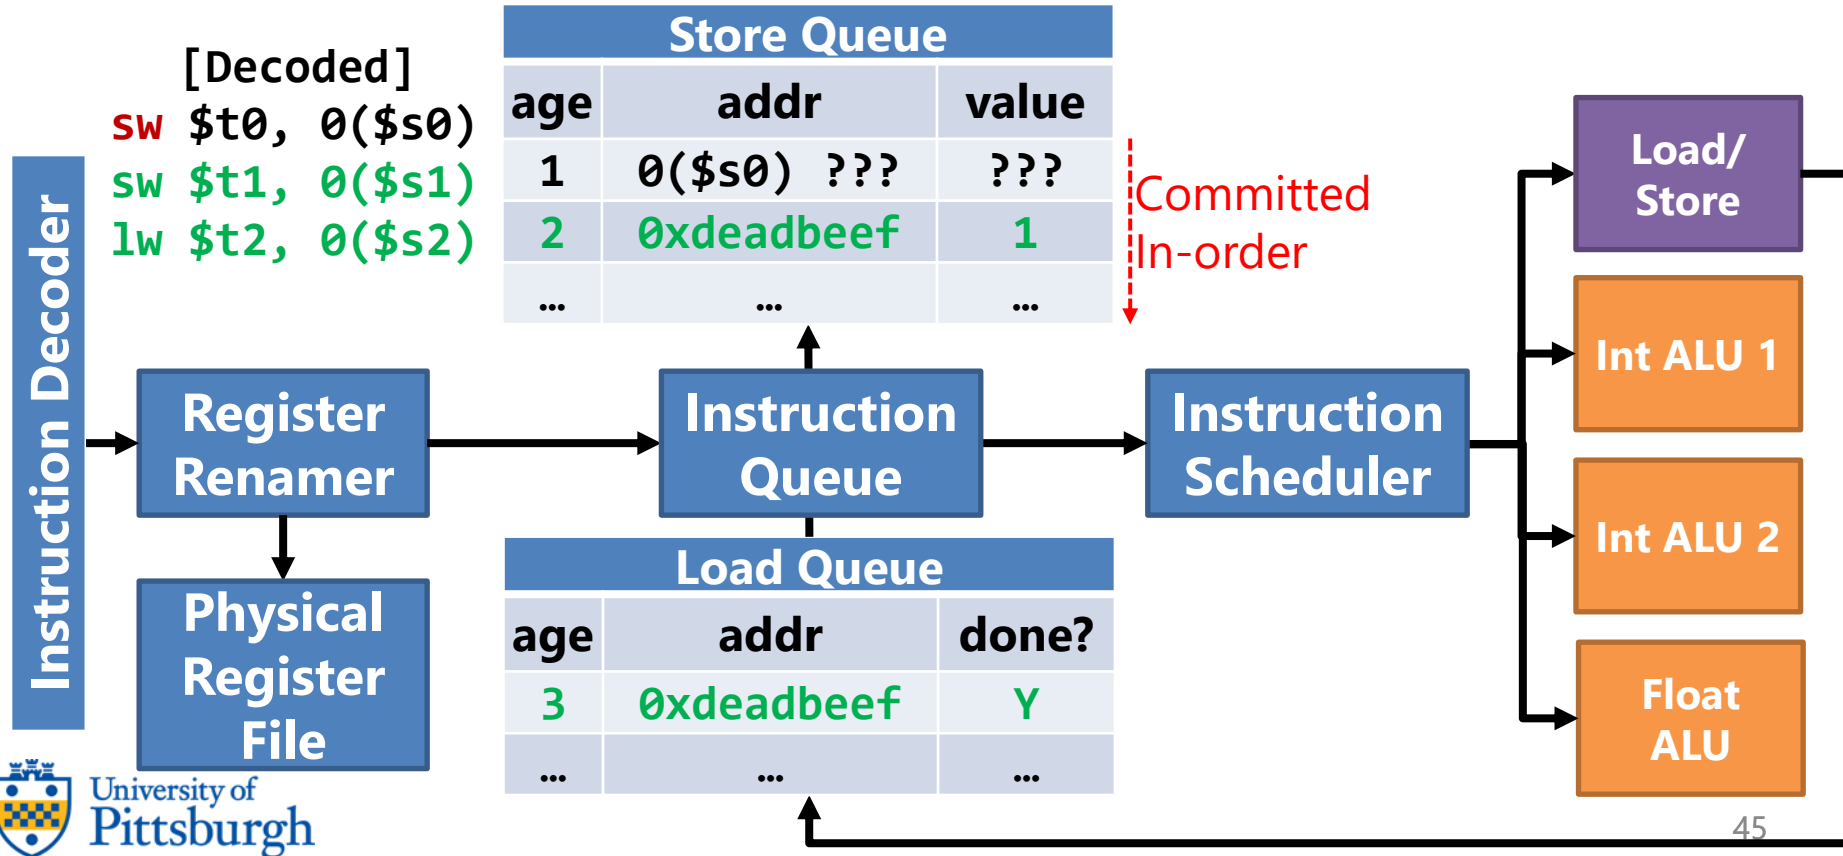 [Decoded]
sw $t0, 0($s0)
sw $t1, 0($s1)
lw $t2, 0($s2)
Instruction Decoder
Store Queue
age addr value
1 0($s0) ??? ???
2 0xdeadbeef 1
… … …
Committed
In-order
Register
Renamer
Instruction
Queue
Instruction
Scheduler
Physical
Register
File
Load Queue
age addr done?
3 0xdeadbeef Y
… … …
Load/
Store
Int ALU 1
Int ALU 2
Float
ALU
University of
Pittsburgh
45